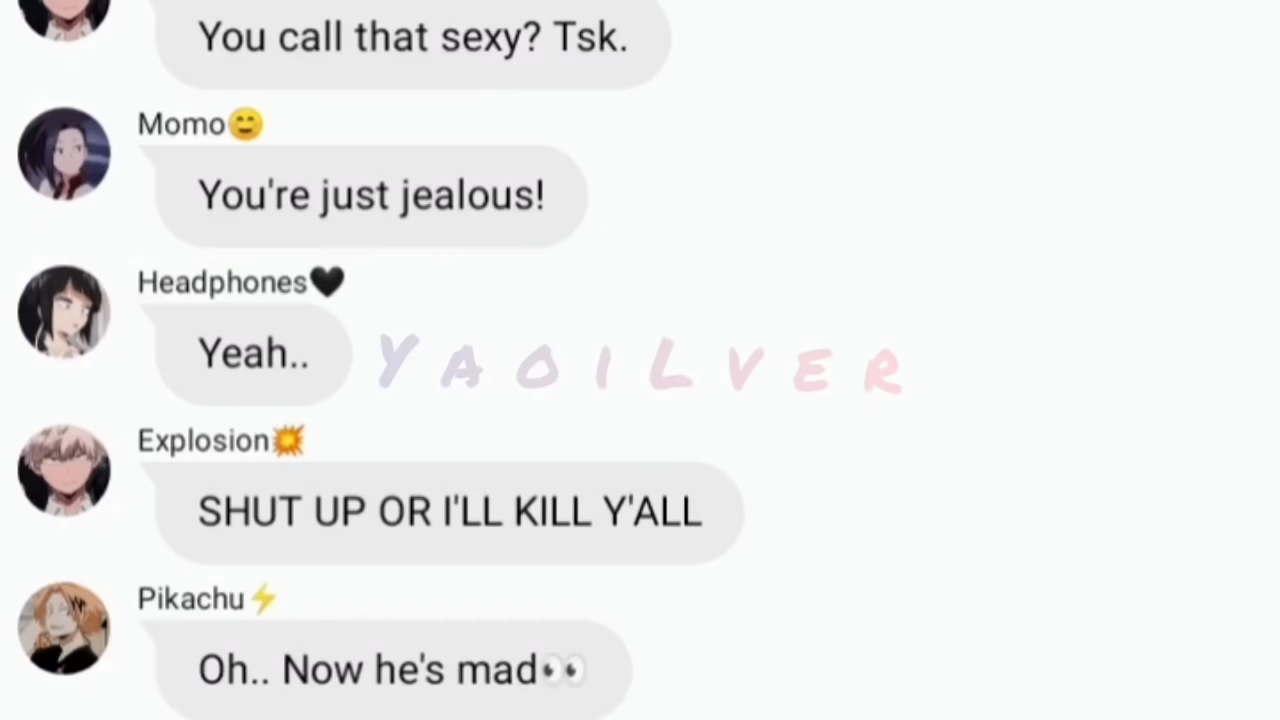 You call that sexy? Tsk.
Momo😊
You're just jealous!
Headphones🖤
Yeah..
YAOILVER
Explosion💥
SHUT UP OR I'LL KILL Y'ALL
Pikachu⚡
Oh.. Now he's mad👀